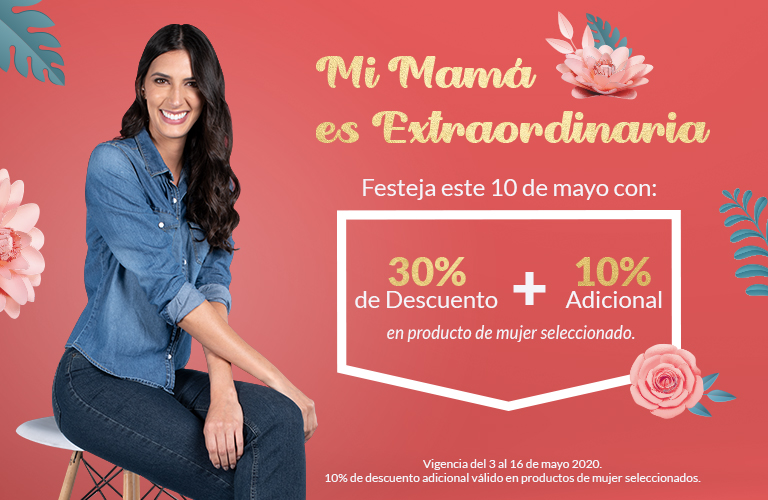 Mi Mamá
es Extraordinaria
Festeja este 10 de mayo con:
30%
de Descuento
+
10%
Adicional
en producto de mujer seleccionado.
Vigencia del 3 al 16 de mayo 2020.
10% de descuento adicional válido en productos de mujer seleccionados.